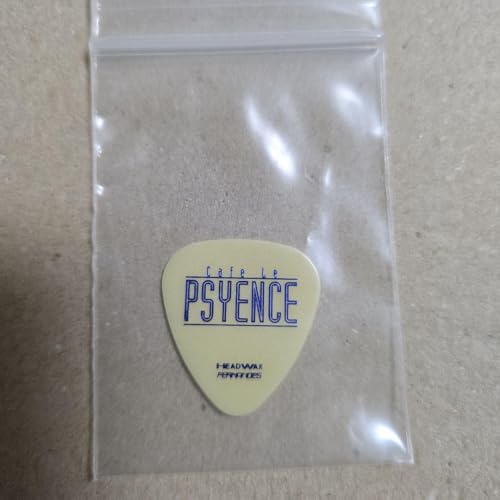 Cafe Le
PSYENCE
HEADWAX
FERNANDES